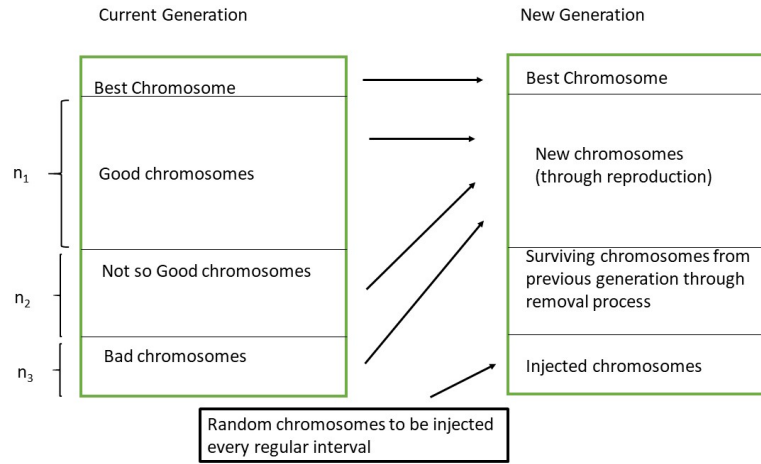 Current Generation
New Generation
Best Chromosome
n1
Good chromosomes
n2
Not so Good chromosomes
n3
Bad chromosomes
Best Chromosome
New chromosomes
(through reproduction)
Surviving chromosomes from
previous generation through
removal process
Injected chromosomes
Random chromosomes to be injected
every regular interval